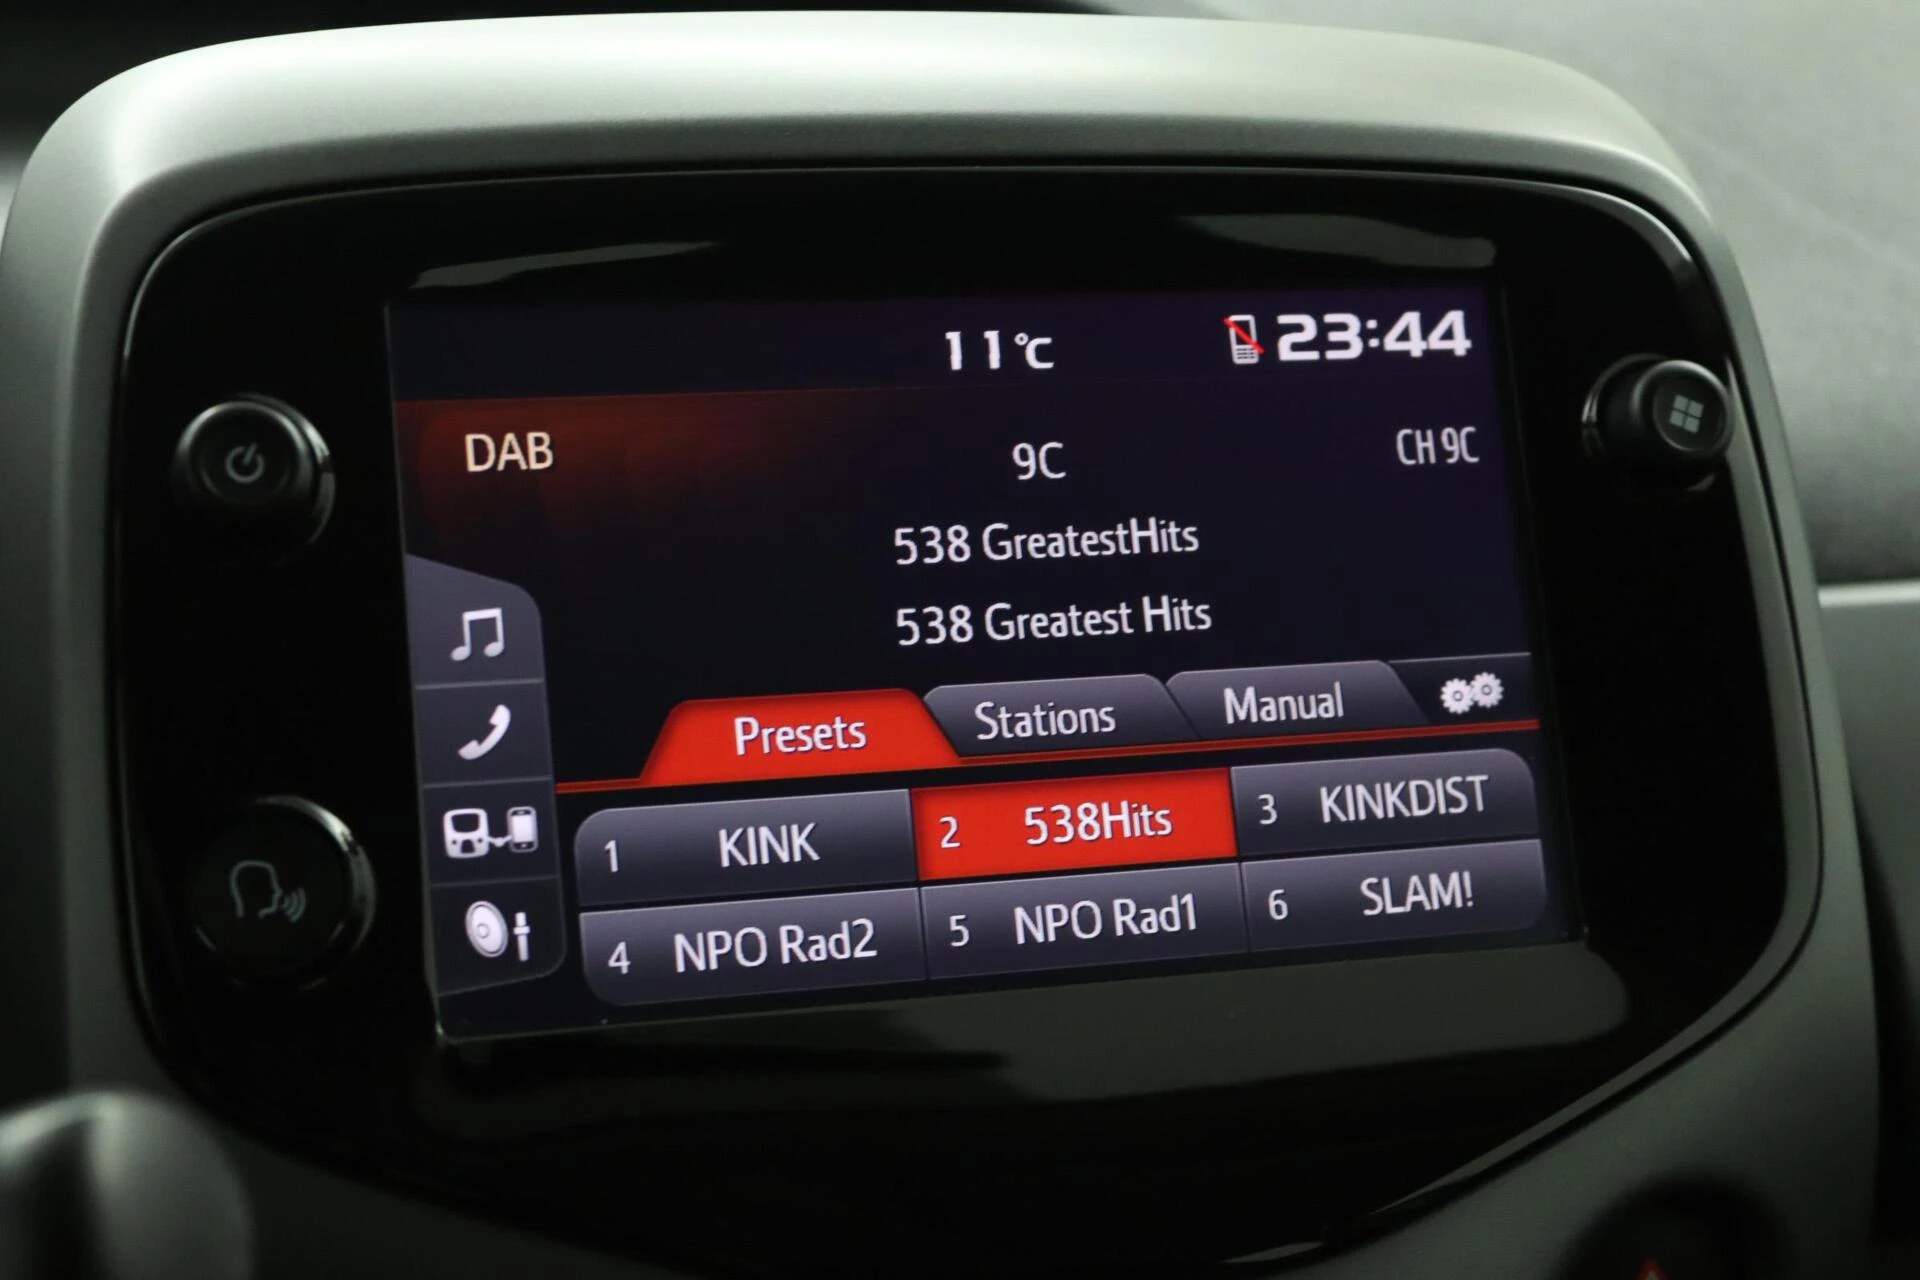 11°C 23:44
DAB 9C CH 9C
538 GreatestHits
538 Greatest Hits
Presets Stations Manual
1 KINK 2 538Hits 3 KINKDIST
4 NPO Rad2 5 NPO Rad1 6 SLAM!